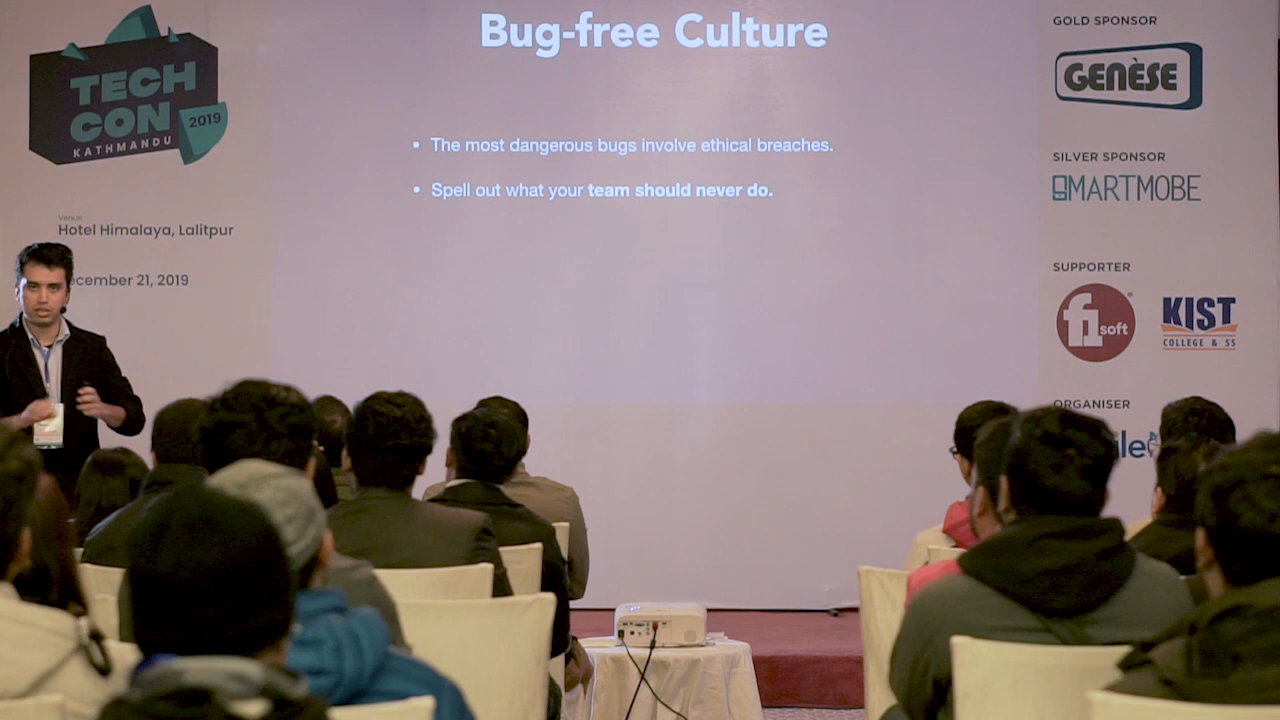 Bug-free Culture
• The most dangerous bugs involve ethical breaches.
• Spell out what your team should never do.
TECH
CON
2019
KATHMANDU
Venue
Hotel Himalaya, Lalitpur
ecember 21, 2019
GOLD SPONSOR
GENÈSE
SILVER SPONSOR
SMARTMOBE
SUPPORTER
f1soft
KIST
COLLEGE & SS
ORGANISER